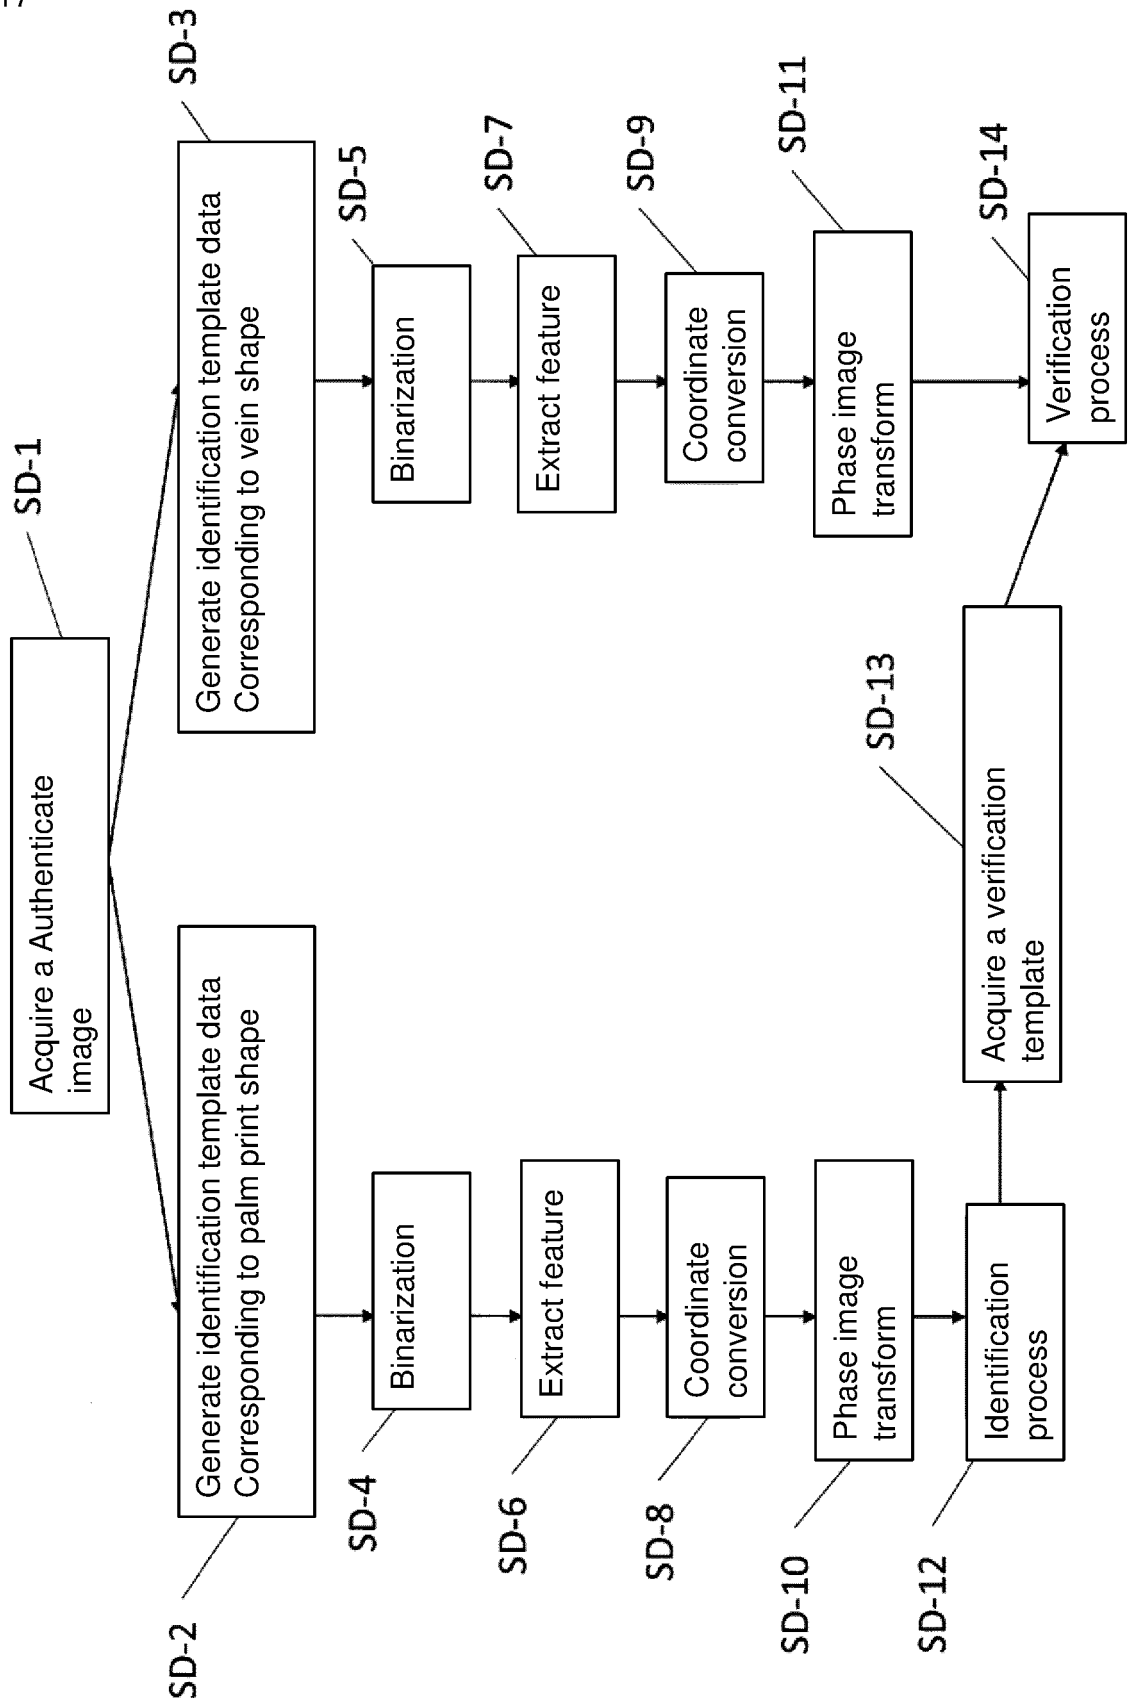 17
SD-1
Acquire a Authenticate
image
SD-2
Generate identification template data
Corresponding to palm print shape
SD-3
Generate identification template data
Corresponding to vein shape
SD-4
Binarization
SD-5
Binarization
SD-6
Extract feature
SD-7
Extract feature
SD-8
Coordinate
conversion
SD-9
Coordinate
conversion
SD-10
Phase image
transform
SD-11
Phase image
transform
SD-12
Identification
process
SD-13
Acquire a verification
template
SD-14
Verification
process